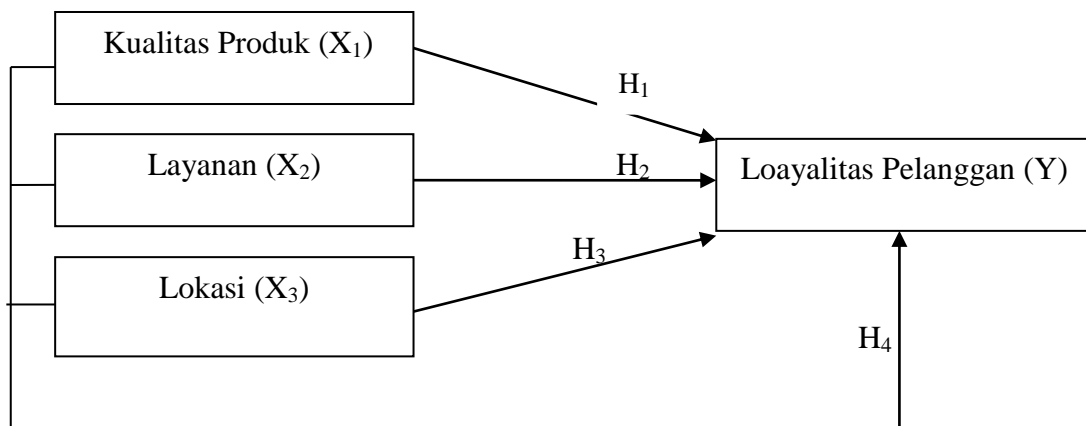 Kualitas Produk (X₁)
H₁
Layanan (X₂)
H₂
Loayalitas Pelanggan (Y)
H₃
Lokasi (X₃)
H₄